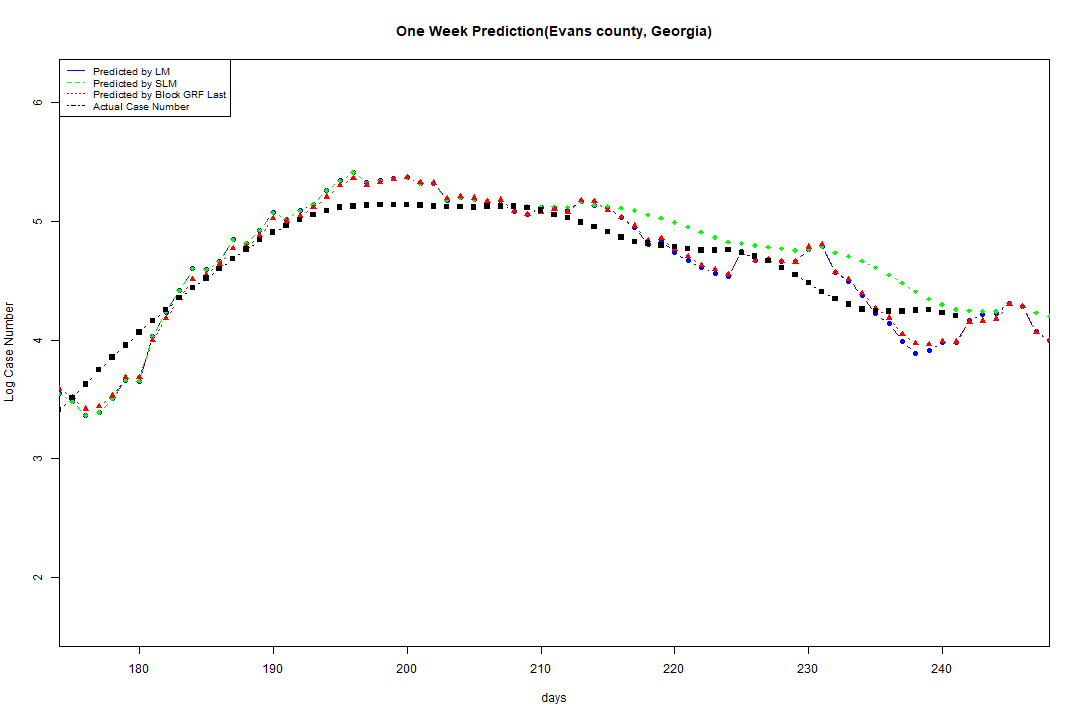 One Week Prediction(Evans county, Georgia)
Predicted by LM
Predicted by SLM
Predicted by Block GRF Last
Actual Case Number
Log Case Number
6
5
4
3
2
180 190 200 210 220 230 240
days